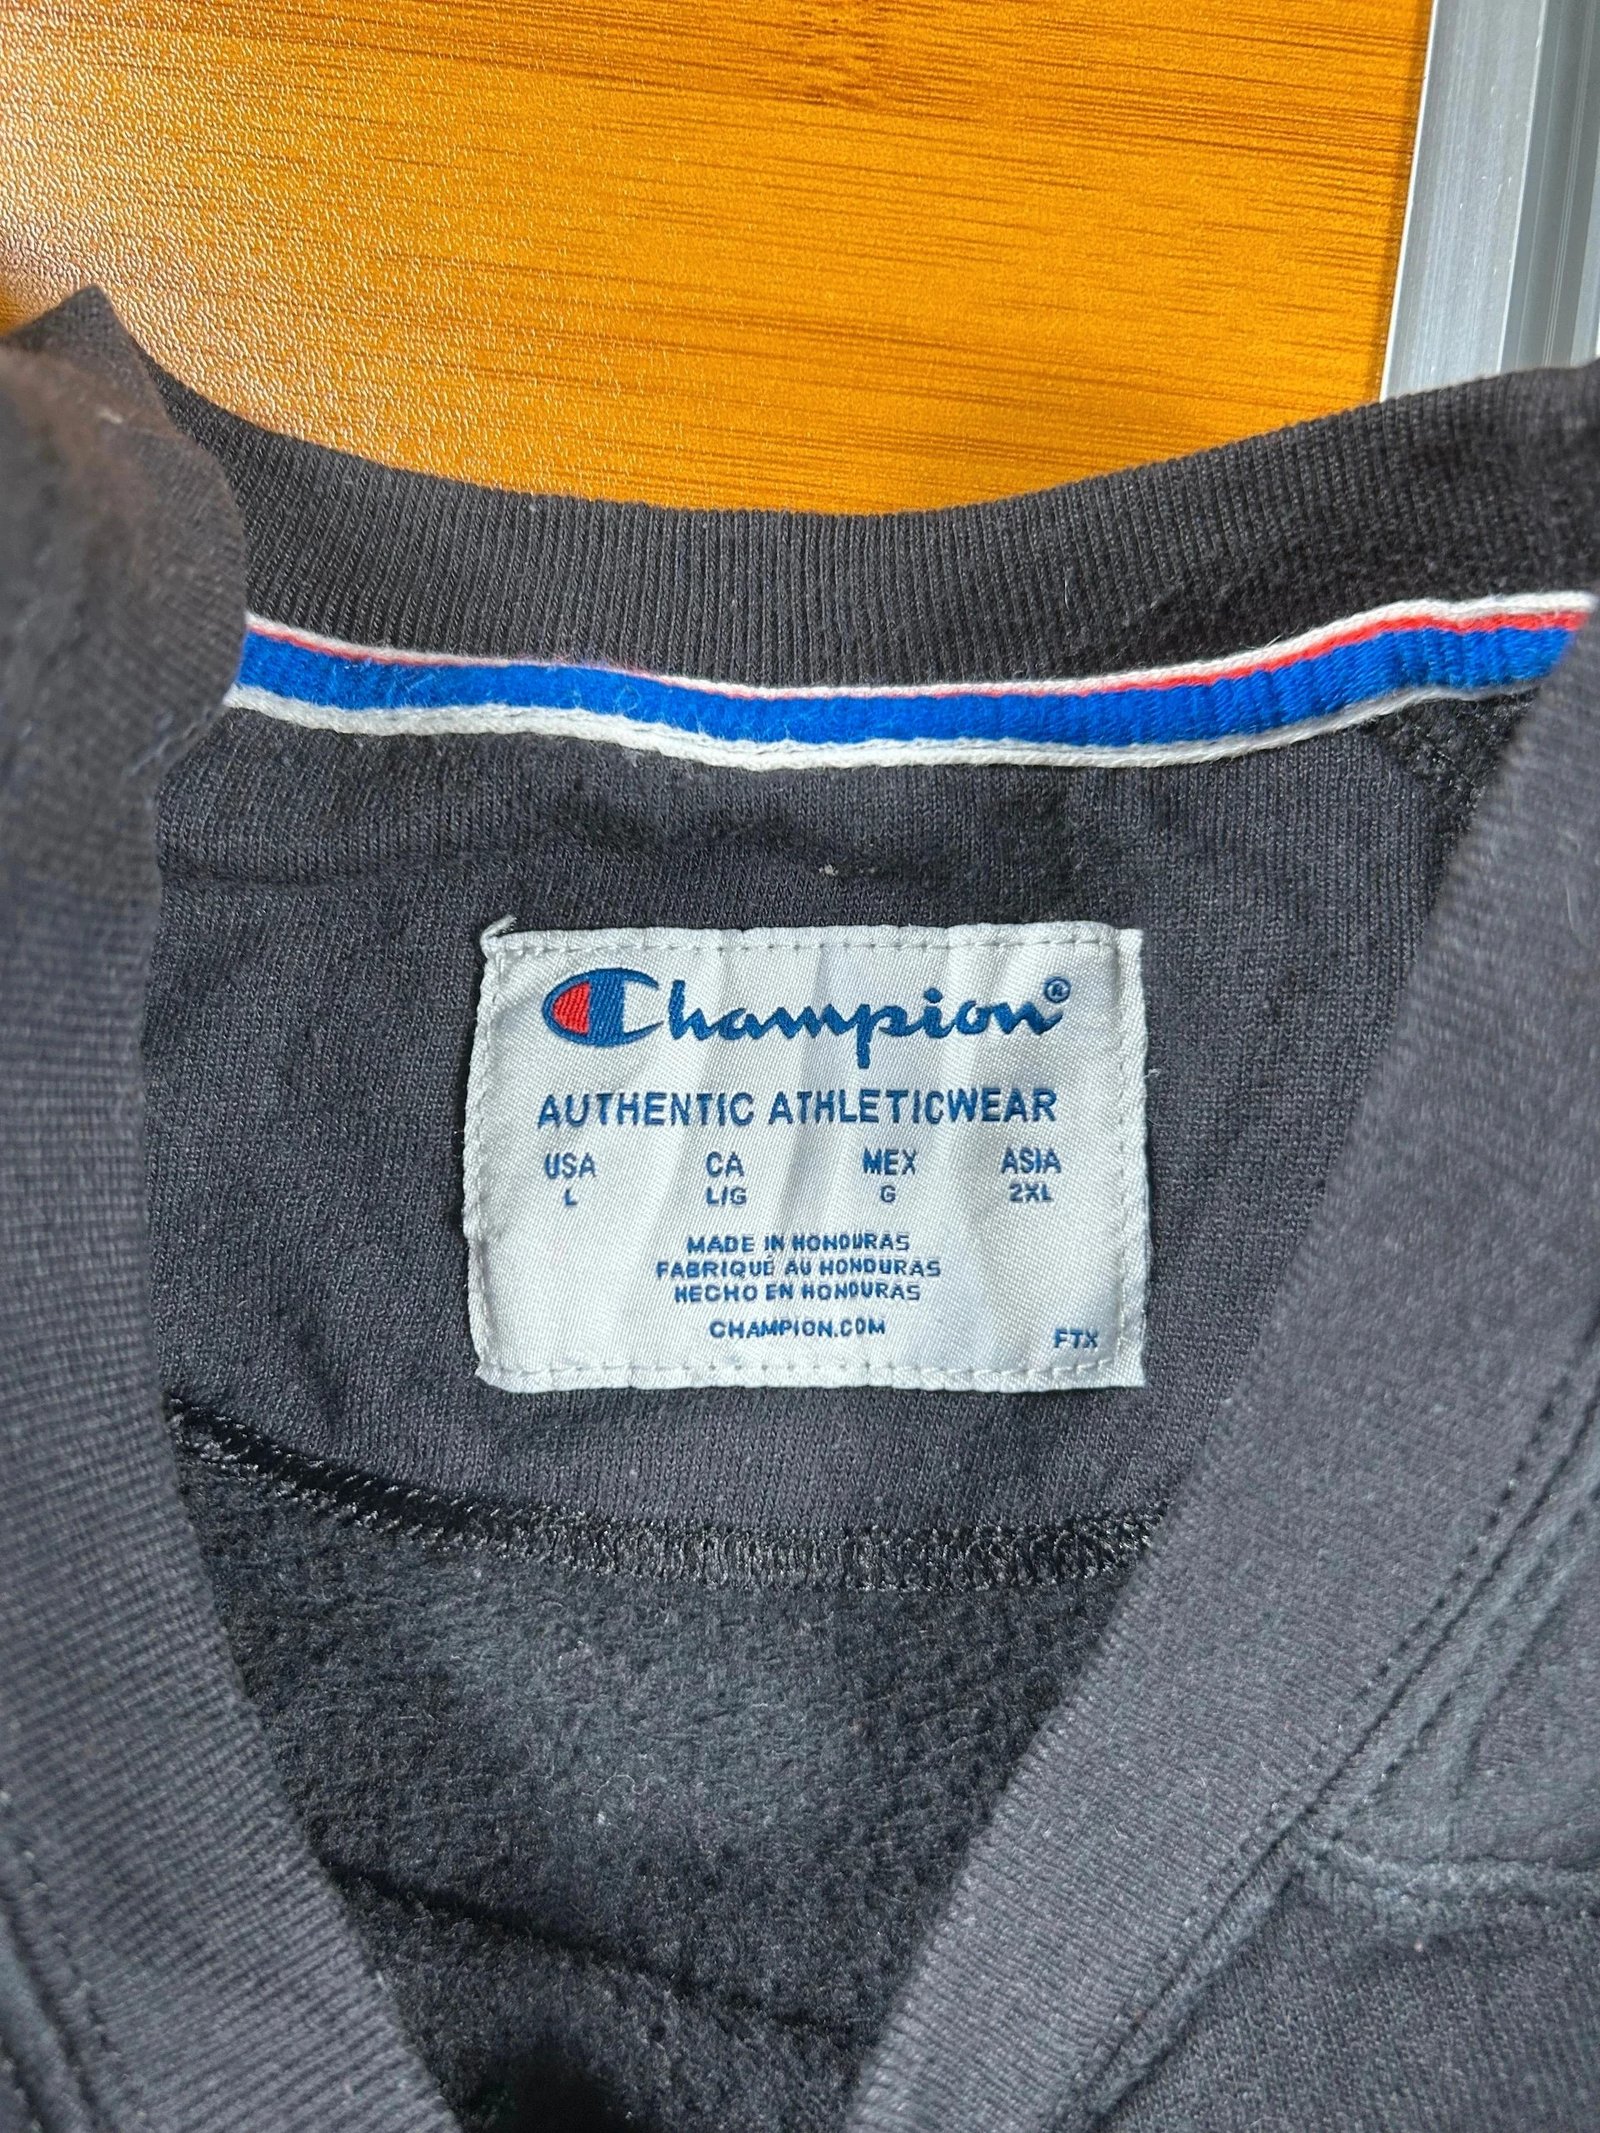 Champion®
AUTHENTIC ATHLETICWEAR
USA CA MEX ASIA
L L/G G 2XL
MADE IN HONDURAS
FABRIQUÉ AU HONDURAS
HECHO EN HONDURAS
CHAMPION.COM
FTX